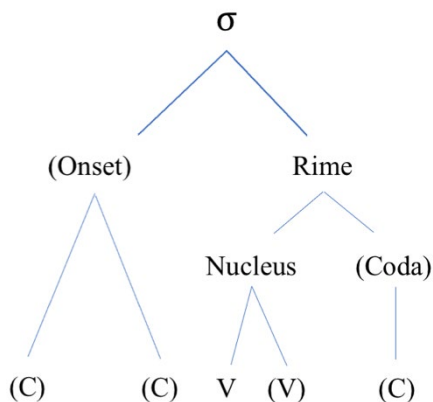 σ
(Onset) Rime
Nucleus (Coda)
(C) (C) V (V) (C)